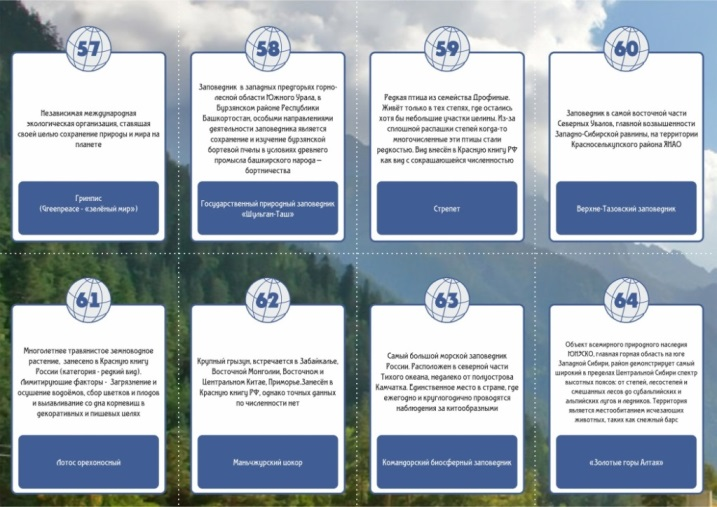 57
Независимая международная
экологическая организация, ставящая
своей целью сохранение природы и мира на
планете
Гринпис
(Greenpeace - «зелёный мир»)
58
Заповедник в западных предгорьях горно-
лесной области Южного Урала, в
Бурзянском районе Республики
Башкортостан, особыми направлениями
деятельности заповедника является
сохранение и изучение бурзянской
бортевой пчелы в условиях древнего
промысла башкирского народа –
бортничества
Государственный природный заповедник
«Шульган-Таш»
59
Редкая птица из семейства Дрофиные.
Живёт только в тех степях, где остались
хотя бы небольшие участки целины. Из-за
сплошной распашки степей когда-то
многочисленные эти птицы стали
редкостью. Вид внесён в Красную книгу РФ
как вид с сокращающейся численностью
Стрепет
60
Заповедник в самой восточной части
Северных Увалов, главной возвышенности
Западно-Сибирской равнины, на территории
Красноселькупского района ЯНАО
Верхне-Тазовский заповедник
61
Многолетнее травянистое земноводное
растение, занесено в Красную книгу
России (категория - редкий вид).
Лимитирующие факторы - Загрязнение и
осушение водоёмов, сбор цветков и плодов
и вылавливание со дна корневищ в
декоративных и пищевых целях
Лотос орехоносный
62
Крупный грызун, встречается в Забайкалье,
Восточной Монголии, Восточном и
Центральном Китае, Приморье.Занесён в
Красную книгу РФ, однако точных данных
по численности нет
Маньчжурский цокор
63
Самый большой морской заповедник
России. Расположен в северной части
Тихого океана, недалеко от полуострова
Камчатка. Единственное место в стране, где
ежегодно и круглогодично проводятся
наблюдения за китообразными
Командорский биосферный заповедник
64
Объект всемирного природного наследия
ЮНЕСКО, главная горная область на юге
Западной Сибири, район демонстрирует самый
широкий в пределах Центральной Сибири спектр
высотных поясов: от степей, лесостепей и
смешанных лесов до субальпийских и
альпийских лугов и ледников. Территория
является местообитанием исчезающих
животных, таких как снежный барс
«Золотые горы Алтая»